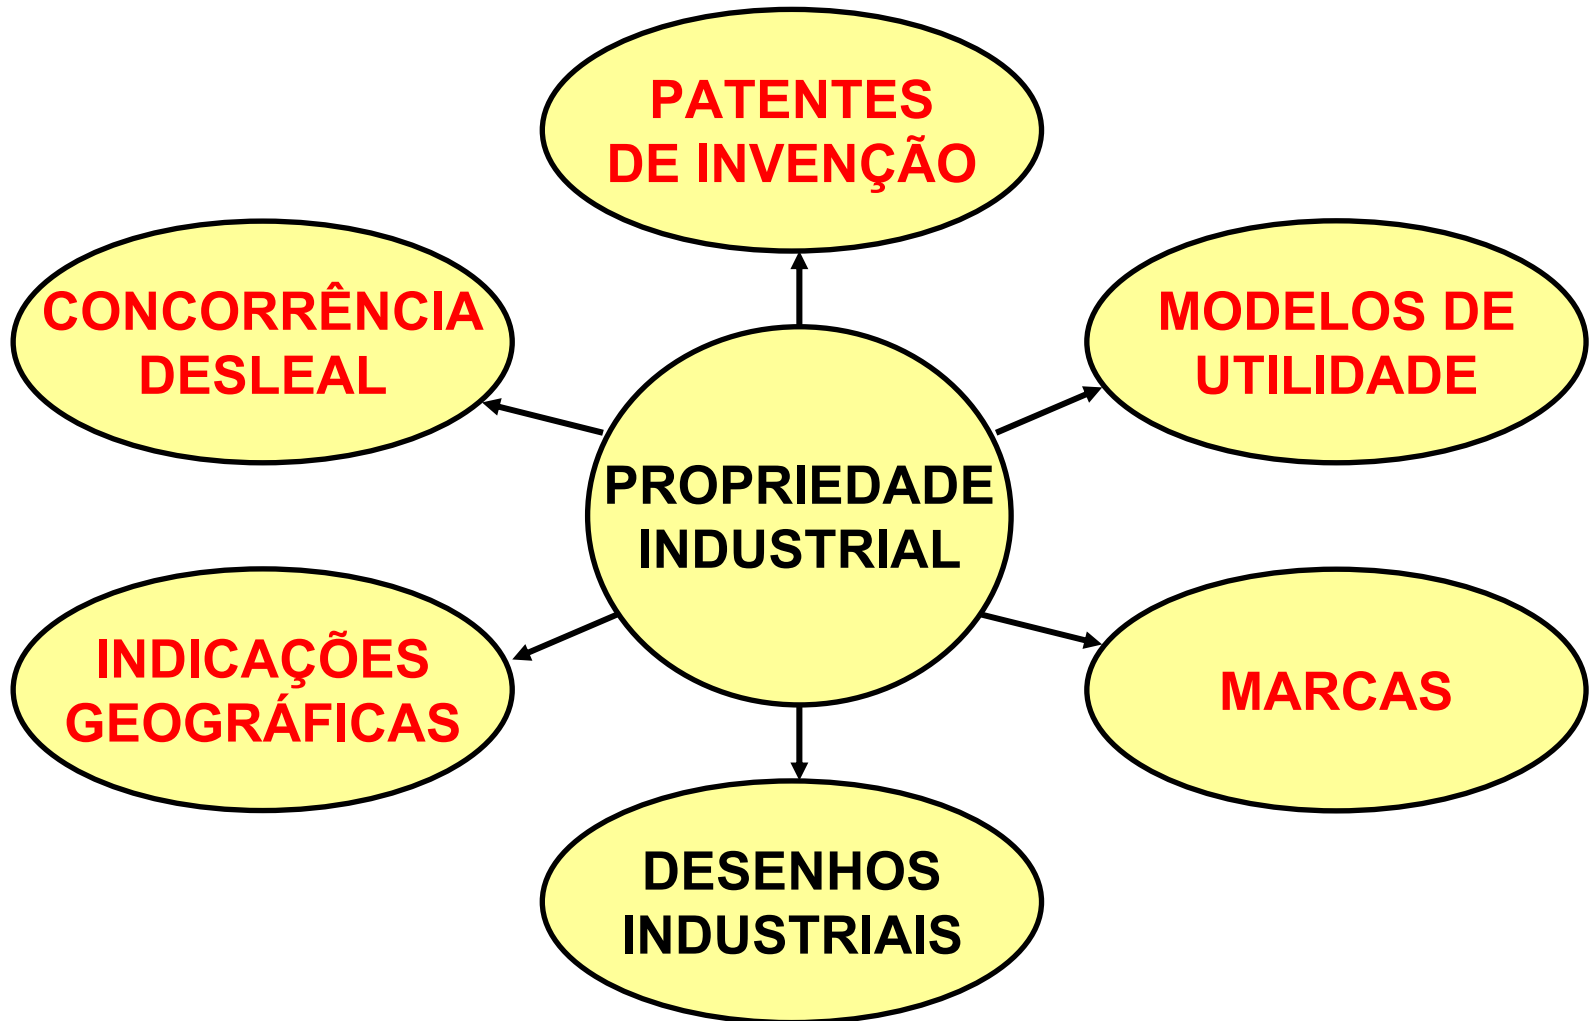 PATENTES
DE INVENÇÃO
CONCORRÊNCIA
DESLEAL
MODELOS DE
UTILIDADE
PROPRIEDADE
INDUSTRIAL
INDICAÇÕES
GEOGRÁFICAS
MARCAS
DESENHOS
INDUSTRIAIS